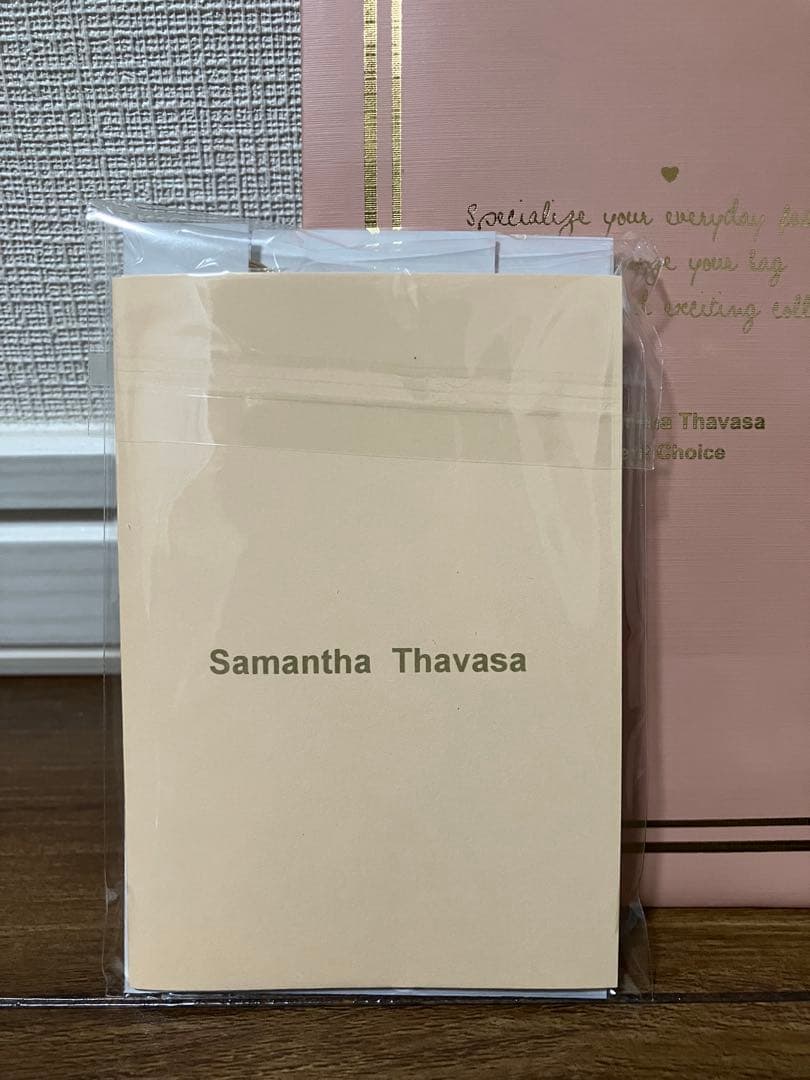 Specialize your everyday
your bag
exciting
Thavasa
Choice
Samantha Thavasa